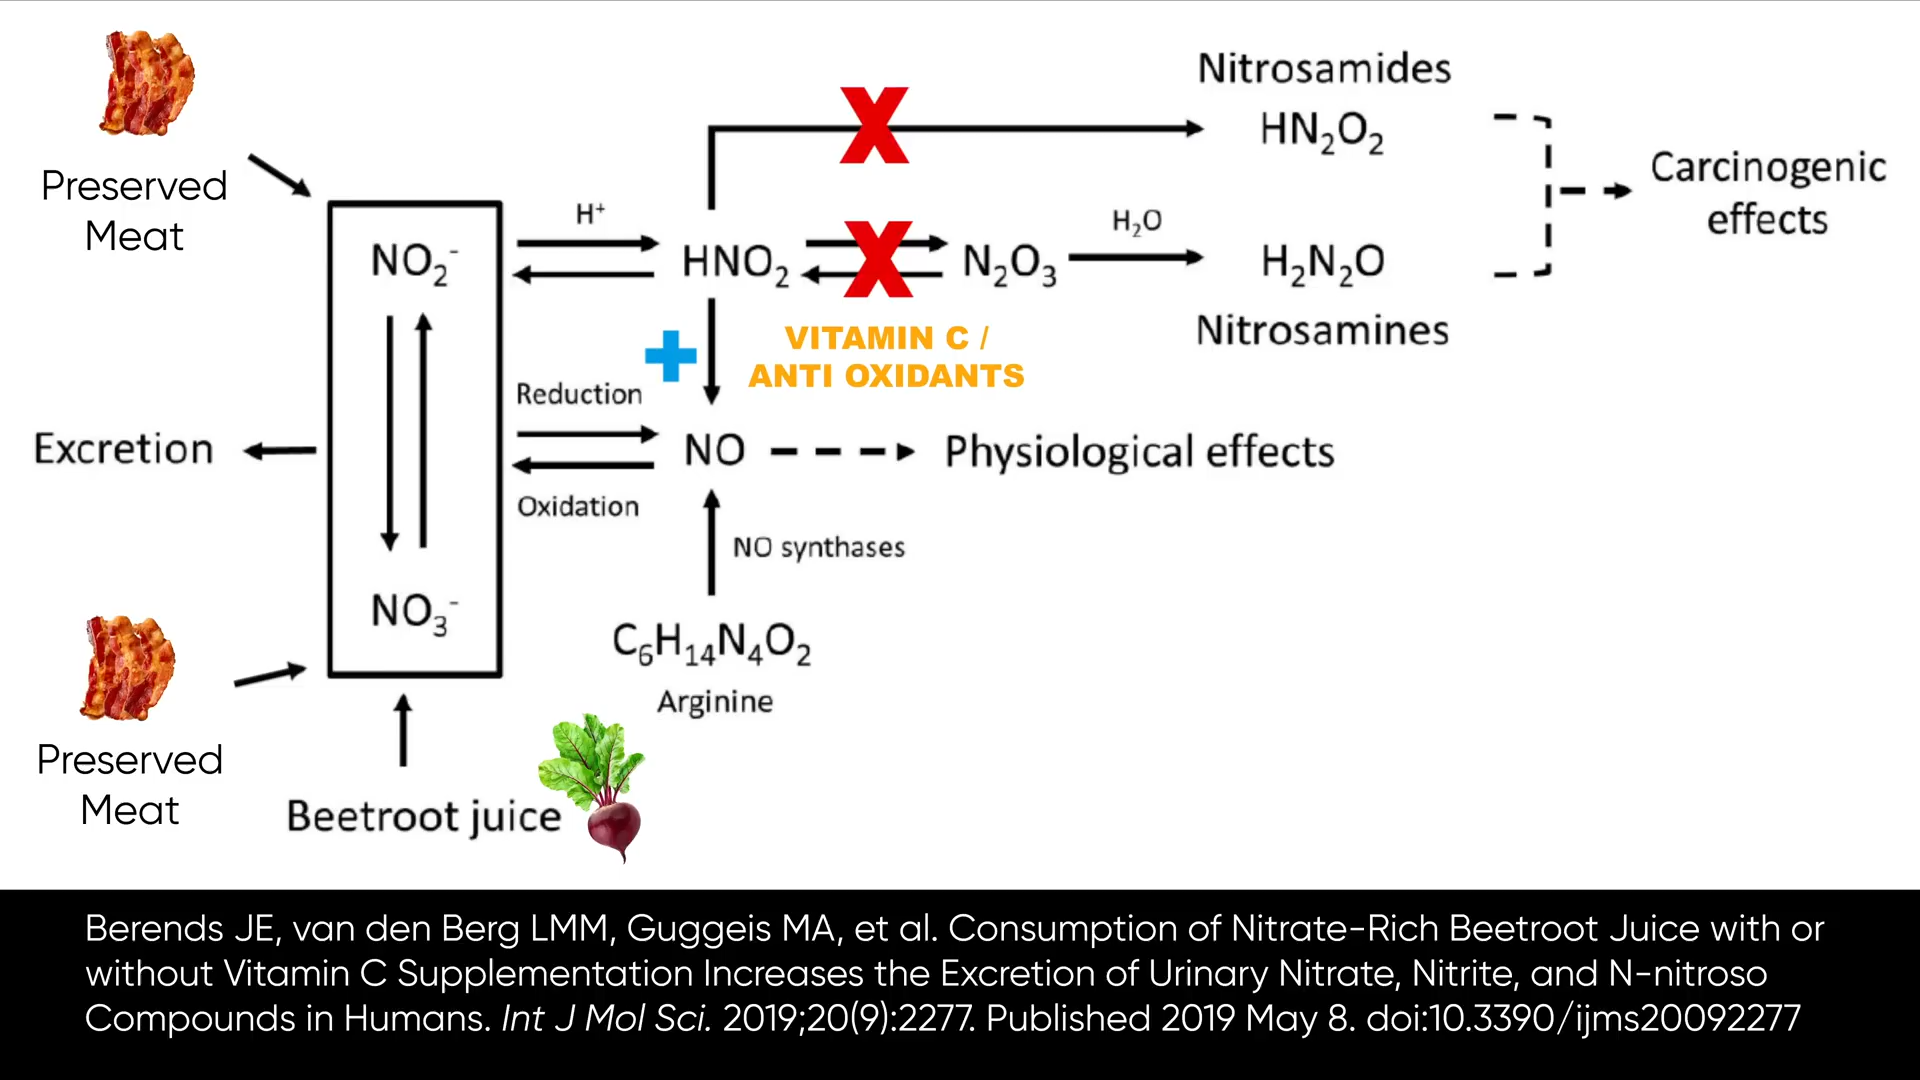 Nitrosamides
HN₂O₂
Preserved
Meat
Carcinogenic
effects
H⁺
H₂O
NO₂⁻
HNO₂
N₂O₃
H₂N₂O
Nitrosamines
VITAMIN C /
ANTI OXIDANTS
Reduction
Excretion
NO
Physiological effects
Oxidation
NO synthases
NO₃⁻
C₆H₁₄N₄O₂
Arginine
Preserved
Meat
Beetroot juice
Berends JE, van den Berg LMM, Guggeis MA, et al. Consumption of Nitrate-Rich Beetroot Juice with or
without Vitamin C Supplementation Increases the Excretion of Urinary Nitrate, Nitrite, and N-nitroso
Compounds in Humans. Int J Mol Sci. 2019;20(9):2277. Published 2019 May 8. doi:10.3390/ijms20092277